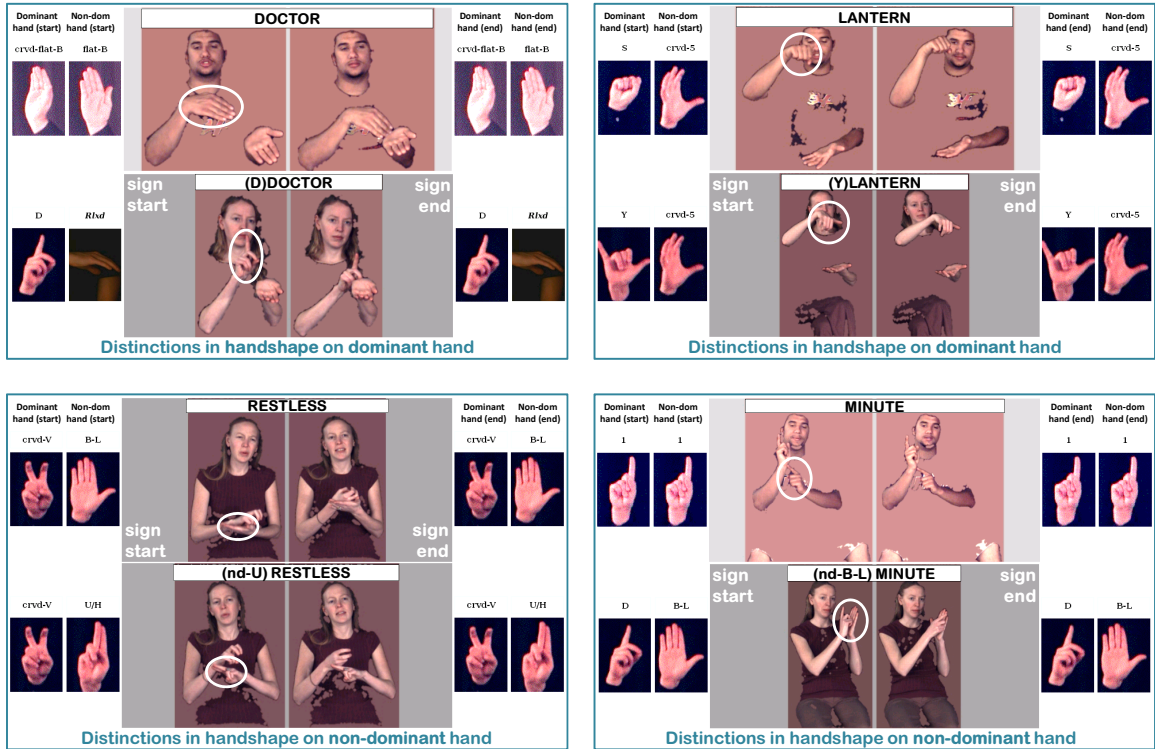 DOCTOR
Dominant hand (start)
Non-dom hand (start)
crvd-flat-B
flat-B
Dominant hand (end)
Non-dom hand (end)
crvd-flat-B
flat-B
sign start
(D)DOCTOR
sign end
D
Rlxd
D
Rlxd
Distinctions in handshape on dominant hand
LANTERN
Dominant hand (start)
Non-dom hand (start)
S
crvd-5
Dominant hand (end)
Non-dom hand (end)
S
crvd-5
sign start
(Y)LANTERN
sign end
Y
crvd-5
Y
crvd-5
Distinctions in handshape on dominant hand
RESTLESS
Dominant hand (start)
Non-dom hand (start)
crvd-V
B-L
Dominant hand (end)
Non-dom hand (end)
crvd-V
B-L
sign start
sign end
(nd-U) RESTLESS
crvd-V
U/H
crvd-V
U/H
Distinctions in handshape on non-dominant hand
MINUTE
Dominant hand (start)
Non-dom hand (start)
1
1
Dominant hand (end)
Non-dom hand (end)
1
1
sign start
(nd-B-L) MINUTE
sign end
D
B-L
D
B-L
Distinctions in handshape on non-dominant hand